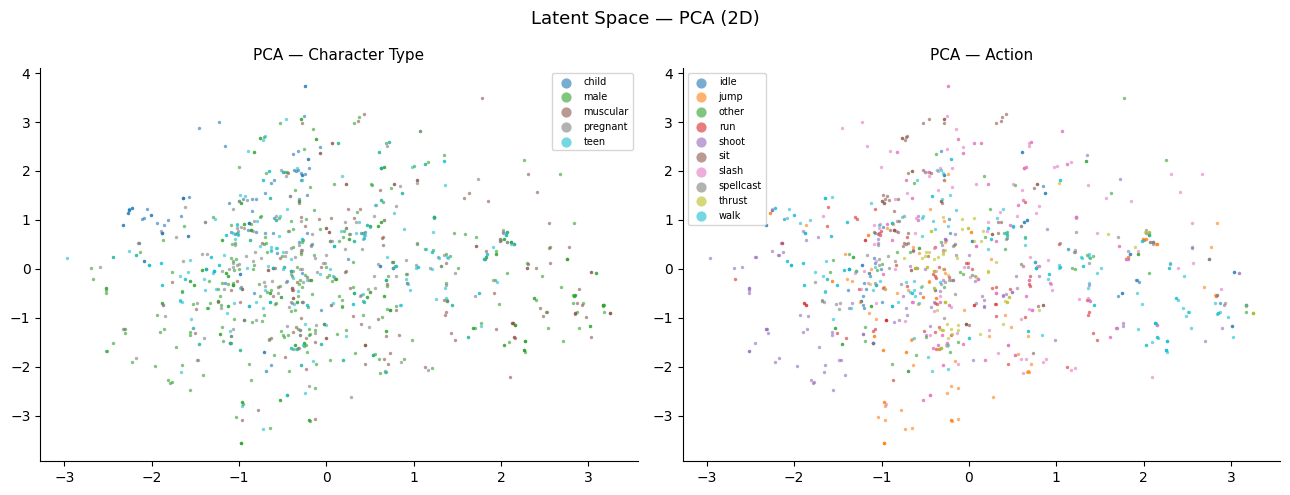 Latent Space — PCA (2D)
PCA — Character Type
4
3
2
1
0
−1
−2
−3
−3
−2
−1
0
1
2
3
child
male
muscular
pregnant
teen
PCA — Action
4
3
2
1
0
−1
−2
−3
−3
−2
−1
0
1
2
3
idle
jump
other
run
shoot
sit
slash
spellcast
thrust
walk